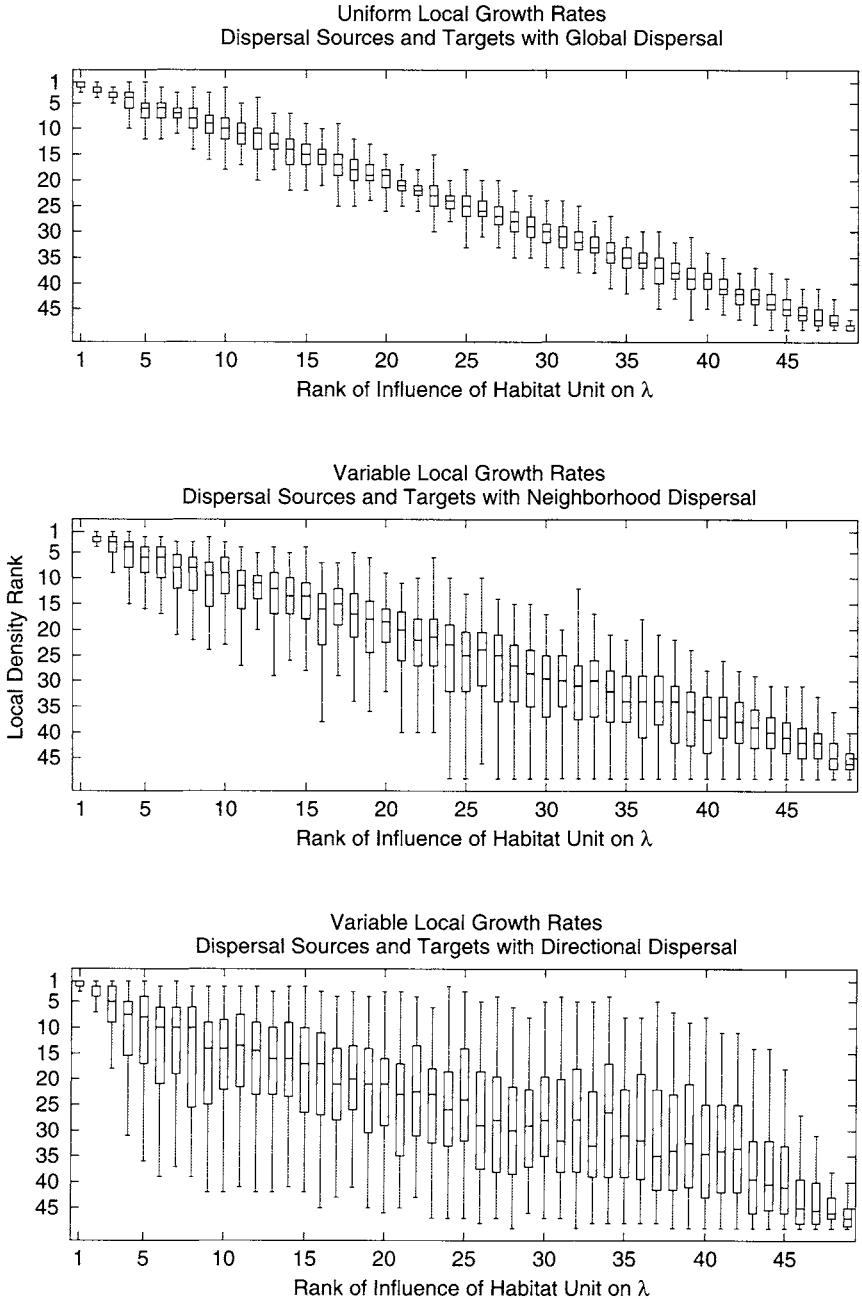 Uniform Local Growth Rates
Dispersal Sources and Targets with Global Dispersal
1
5
10
15
20
25
30
35
40
45
1 5 10 15 20 25 30 35 40 45
Rank of Influence of Habitat Unit on λ
Variable Local Growth Rates
Dispersal Sources and Targets with Neighborhood Dispersal
Local Density Rank
1
5
10
15
20
25
30
35
40
45
1 5 10 15 20 25 30 35 40 45
Rank of Influence of Habitat Unit on λ
Variable Local Growth Rates
Dispersal Sources and Targets with Directional Dispersal
1
5
10
15
20
25
30
35
40
45
1 5 10 15 20 25 30 35 40 45
Rank of Influence of Habitat Unit on λ